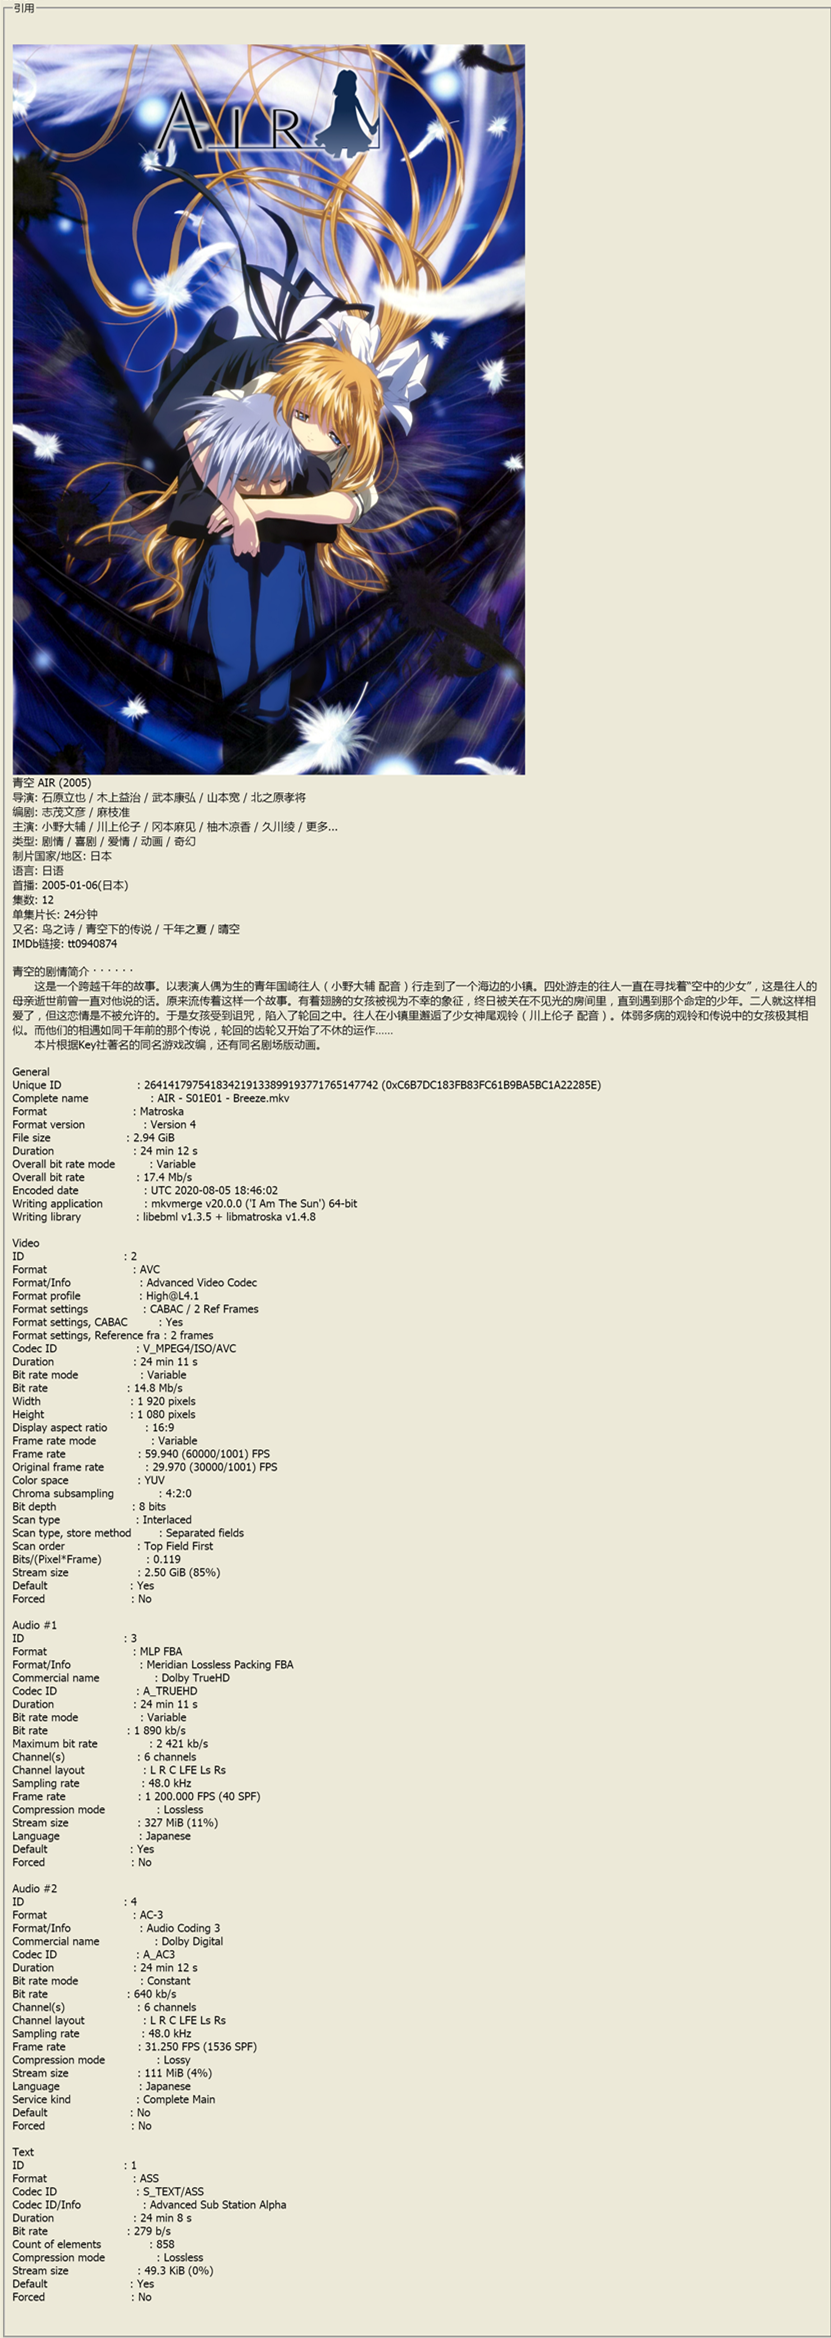 引用
AIR
青空 AIR (2005)
导演: 石原立也 / 木上益治 / 武本康弘 / 山本宽 / 北之原孝将
编剧: 志茂文彦 / 麻枝准
主演: 小野大辅 / 川上伦子 / 冈本麻见 / 柚木凉香 / 久川绫 / 更多...
类型: 剧情 / 喜剧 / 爱情 / 动画 / 奇幻
制片国家/地区: 日本
语言: 日语
首播: 2005-01-06(日本)
集数: 12
单集片长: 24分钟
又名: 鸟之诗 / 青空下的传说 / 千年之夏 / 晴空
IMDb链接: tt0940874
青空的剧情简介 · · · · · ·
这是一个跨越千年的故事。以表演人偶为生的青年国崎往人（小野大辅 配音）行走到了一个海边的小镇。四处游走的往人一直在寻找着“空中的少女”，这是往人的
母亲逝世前曾一直对他说的话。原来流传着这样一个故事。有着翅膀的女孩被视为不幸的象征，终日被关在不见光的房间里，直到遇到那个命定的少年。二人就这样相
爱了，但这恋情是不被允许的。于是女孩受到诅咒，陷入了轮回之中。往人在小镇里邂逅了少女神尾观铃（川上伦子 配音）。体弱多病的观铃和传说中的女孩极其相
似。而他们的相遇如同千年前的那个传说，轮回的齿轮又开始了不休的运作……
本片根据Key社著名的同名游戏改编，还有同名剧场版动画。
General
Unique ID : 264141797541834219133899193771765147742 (0xC6B7DC183FB83FC61B9BA5BC1A22285E)
Complete name : AIR - S01E01 - Breeze.mkv
Format : Matroska
Format version : Version 4
File size : 2.94 GiB
Duration : 24 min 12 s
Overall bit rate mode : Variable
Overall bit rate : 17.4 Mb/s
Encoded date : UTC 2020-08-05 18:46:02
Writing application : mkvmerge v20.0.0 ('I Am The Sun') 64-bit
Writing library : libebml v1.3.5 + libmatroska v1.4.8
Video
ID : 2
Format : AVC
Format/Info : Advanced Video Codec
Format profile : High@L4.1
Format settings : CABAC / 2 Ref Frames
Format settings, CABAC : Yes
Format settings, Reference fra : 2 frames
Codec ID : V_MPEG4/ISO/AVC
Duration : 24 min 11 s
Bit rate mode : Variable
Bit rate : 14.8 Mb/s
Width : 1 920 pixels
Height : 1 080 pixels
Display aspect ratio : 16:9
Frame rate mode : Variable
Frame rate : 59.940 (60000/1001) FPS
Original frame rate : 29.970 (30000/1001) FPS
Color space : YUV
Chroma subsampling : 4:2:0
Bit depth : 8 bits
Scan type : Interlaced
Scan type, store method : Separated fields
Scan order : Top Field First
Bits/(Pixel*Frame) : 0.119
Stream size : 2.50 GiB (85%)
Default : Yes
Forced : No
Audio #1
ID : 3
Format : MLP FBA
Format/Info : Meridian Lossless Packing FBA
Commercial name : Dolby TrueHD
Codec ID : A_TRUEHD
Duration : 24 min 11 s
Bit rate mode : Variable
Bit rate : 1 890 kb/s
Maximum bit rate : 2 421 kb/s
Channel(s) : 6 channels
Channel layout : L R C LFE Ls Rs
Sampling rate : 48.0 kHz
Frame rate : 1 200.000 FPS (40 SPF)
Compression mode : Lossless
Stream size : 327 MiB (11%)
Language : Japanese
Default : Yes
Forced : No
Audio #2
ID : 4
Format : AC-3
Format/Info : Audio Coding 3
Commercial name : Dolby Digital
Codec ID : A_AC3
Duration : 24 min 12 s
Bit rate mode : Constant
Bit rate : 640 kb/s
Channel(s) : 6 channels
Channel layout : L R C LFE Ls Rs
Sampling rate : 48.0 kHz
Frame rate : 31.250 FPS (1536 SPF)
Compression mode : Lossy
Stream size : 111 MiB (4%)
Language : Japanese
Service kind : Complete Main
Default : No
Forced : No
Text
ID : 1
Format : ASS
Codec ID : S_TEXT/ASS
Codec ID/Info : Advanced Sub Station Alpha
Duration : 24 min 8 s
Bit rate : 279 b/s
Count of elements : 858
Compression mode : Lossless
Stream size : 49.3 KiB (0%)
Default : Yes
Forced : No